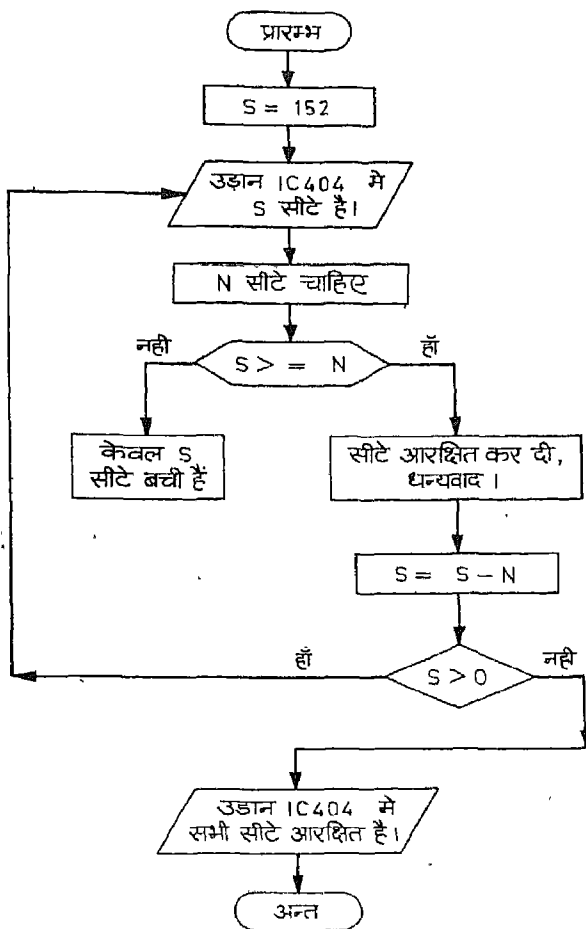 प्रारम्भ
S = 152
उड़ान IC404 मे
S सीटे है।
N सीटे चाहिए
नही
S > = N
हाँ
केवल S
सीटे बची हैं
सीटे आरक्षित कर दी,
धन्यवाद ।
S = S - N
हाँ
S > 0
नही
उडान IC404 मे
सभी सीटे आरक्षित है।
अन्त